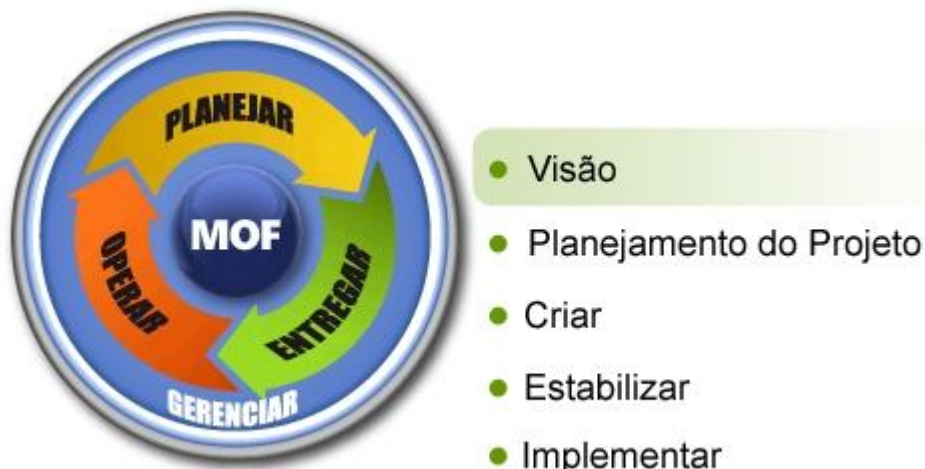 PLANEJAR
MOF
OPERAR
ENTREGAR
GERENCIAR
Visão
Planejamento do Projeto
Criar
Estabilizar
Implementar